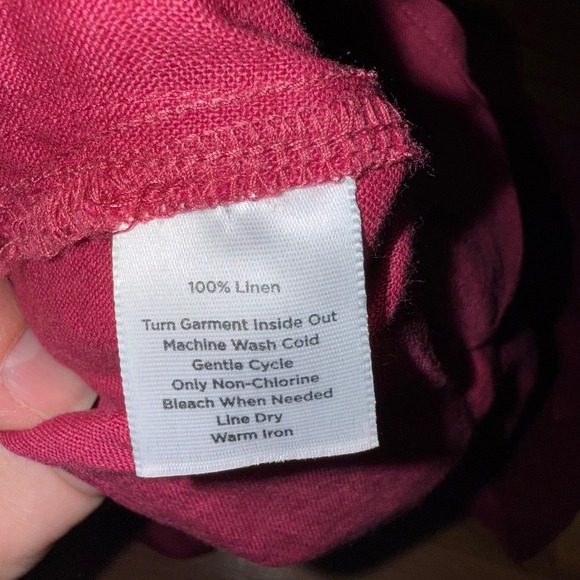 100% Linen
Turn Garment Inside Out
Machine Wash Cold
Gentle Cycle
Only Non-Chlorine
Bleach When Needed
Line Dry
Warm Iron